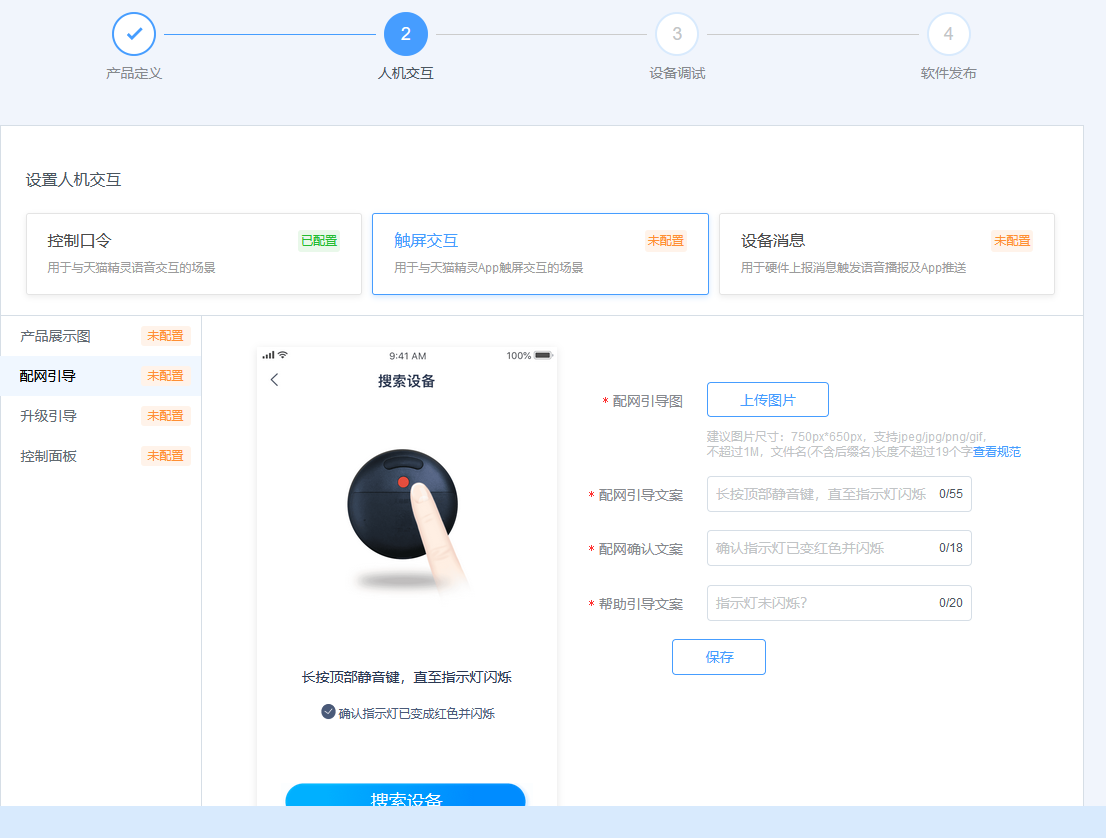 2
3
4
产品定义
人机交互
设备调试
软件发布
设置人机交互
控制口令
已配置
用于与天猫精灵语音交互的场景
触屏交互
未配置
用于与天猫精灵App触屏交互的场景
设备消息
未配置
用于硬件上报消息触发语音播报及App推送
产品展示图
未配置
配网引导
未配置
升级引导
未配置
控制面板
未配置
9:41 AM
100%
搜索设备
长按顶部静音键，直至指示灯闪烁
确认指示灯已变成红色并闪烁
搜索设备
* 配网引导图
上传图片
建议图片尺寸：750px*650px，支持jpeg/jpg/png/gif,
不超过1M，文件名(不含后缀名)长度不超过19个字查看规范
* 配网引导文案
长按顶部静音键，直至指示灯闪烁
0/55
* 配网确认文案
确认指示灯已变红色并闪烁
0/18
* 帮助引导文案
指示灯未闪烁？
0/20
保存